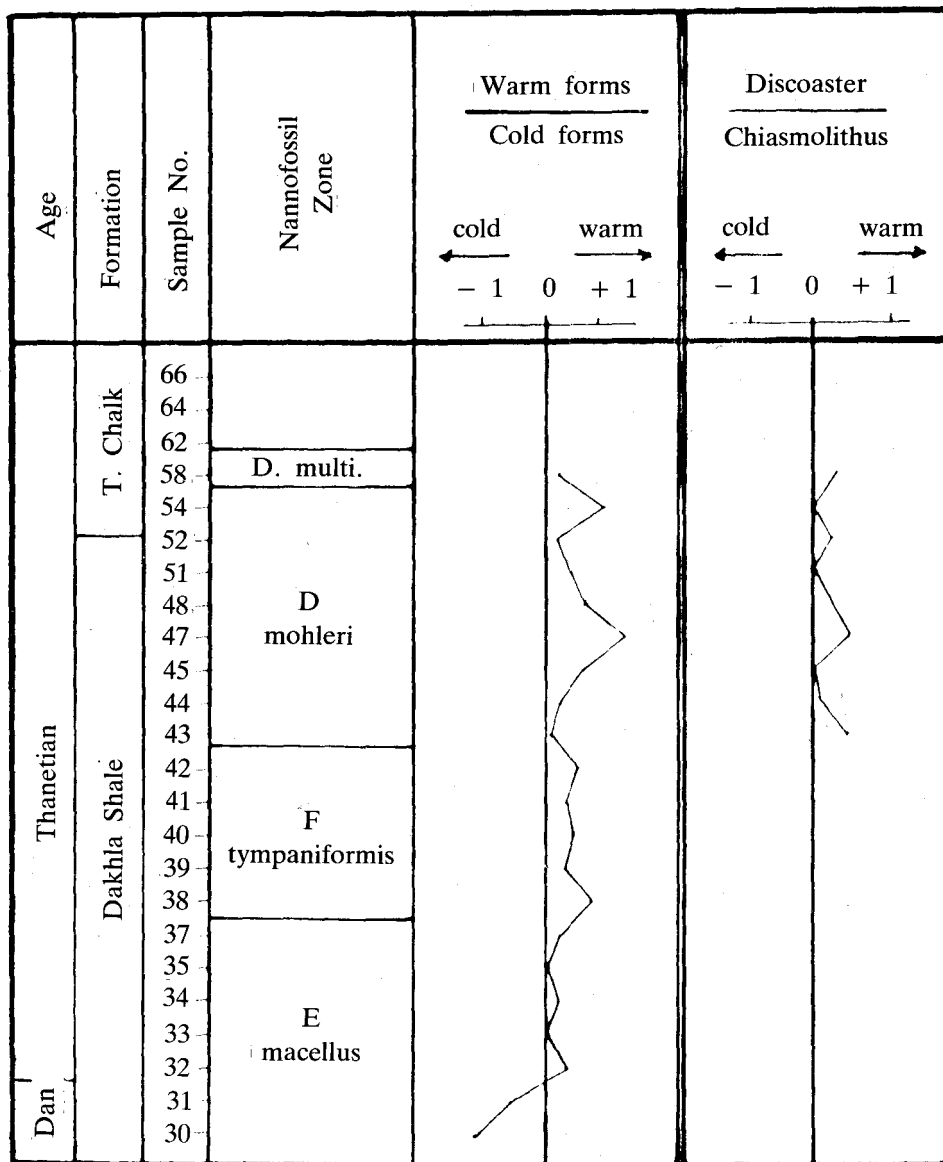 Age
Formation
Sample No.
Nannofossil
Zone
Warm forms
Cold forms
cold warm
− 1 0 + 1
Discoaster
Chiasmolithus
cold warm
− 1 0 + 1
Thanetian
Dan
T. Chalk
Dakhla Shale
66
64
62
58
54
52
51
48
47
45
44
43
42
41
40
39
38
37
35
34
33
32
31
30
D. multi.
D
mohleri
F
tympaniformis
E
macellus